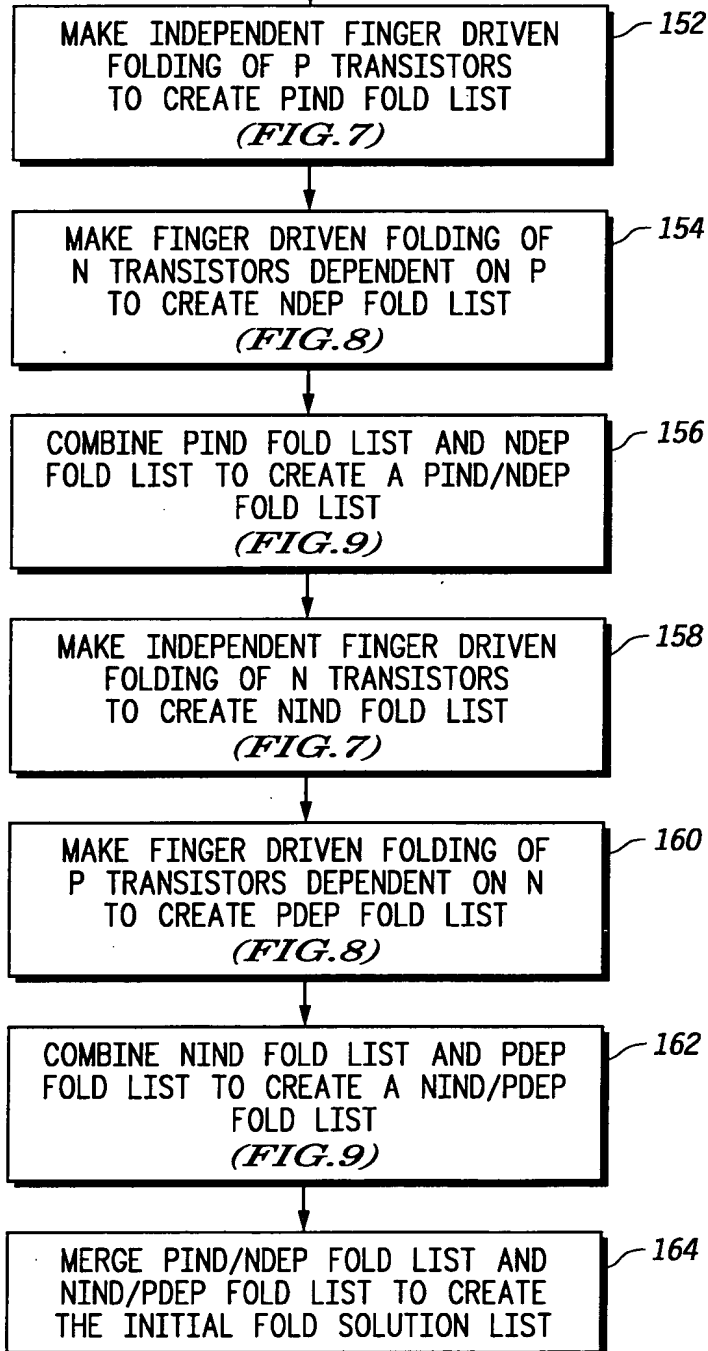 MAKE INDEPENDENT FINGER DRIVEN
FOLDING OF P TRANSISTORS
TO CREATE PIND FOLD LIST
(FIG.7)
152
MAKE FINGER DRIVEN FOLDING OF
N TRANSISTORS DEPENDENT ON P
TO CREATE NDEP FOLD LIST
(FIG.8)
154
COMBINE PIND FOLD LIST AND NDEP
FOLD LIST TO CREATE A PIND/NDEP
FOLD LIST
(FIG.9)
156
MAKE INDEPENDENT FINGER DRIVEN
FOLDING OF N TRANSISTORS
TO CREATE NIND FOLD LIST
(FIG.7)
158
MAKE FINGER DRIVEN FOLDING OF
P TRANSISTORS DEPENDENT ON N
TO CREATE PDEP FOLD LIST
(FIG.8)
160
COMBINE NIND FOLD LIST AND PDEP
FOLD LIST TO CREATE A NIND/PDEP
FOLD LIST
(FIG.9)
162
MERGE PIND/NDEP FOLD LIST AND
NIND/PDEP FOLD LIST TO CREATE
THE INITIAL FOLD SOLUTION LIST
164